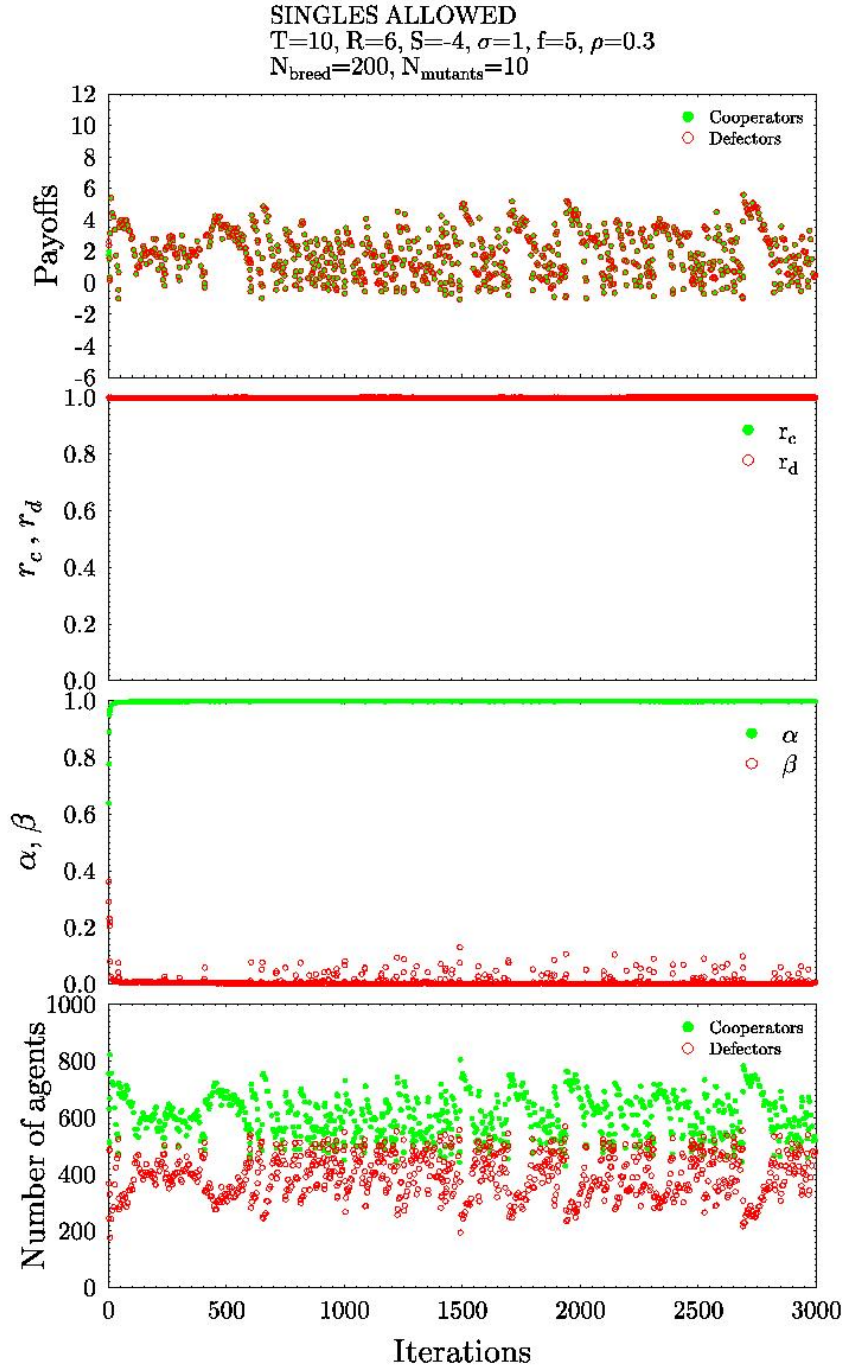 SINGLES ALLOWED
T=10, R=6, S=-4, σ=1, f=5, ρ=0.3
N_breed=200, N_mutants=10
12
10
8
6
4
2
0
-2
-4
-6
Payoffs
Cooperators
Defectors
1.0
0.8
0.6
0.4
0.2
0.0
r_c, r_d
r_c
r_d
1.0
0.8
0.6
0.4
0.2
0.0
α, β
α
β
1000
800
600
400
200
0
Number of agents
Cooperators
Defectors
0 500 1000 1500 2000 2500 3000
Iterations